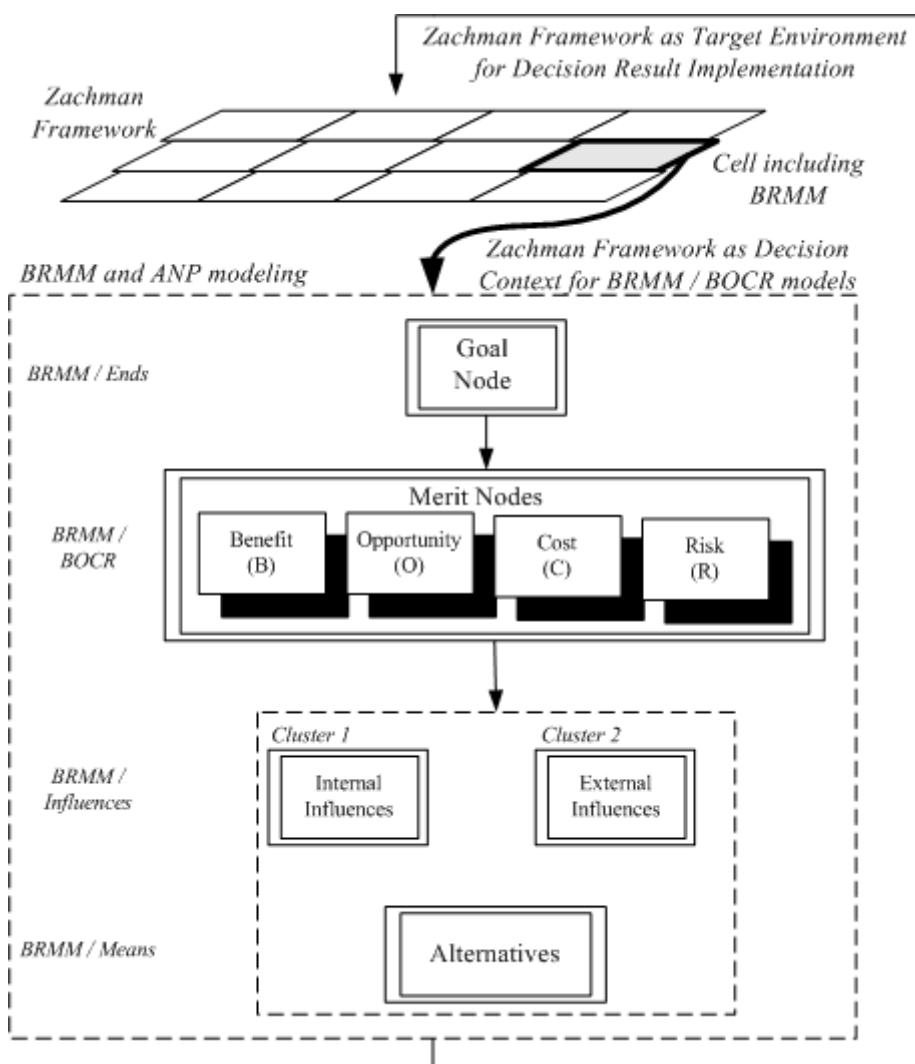 Zachman Framework as Target Environment
for Decision Result Implementation
Zachman
Framework
Cell including
BRMM
Zachman Framework as Decision
Context for BRMM / BOCR models
BRMM and ANP modeling
BRMM / Ends
Goal
Node
Merit Nodes
BRMM /
BOCR
Benefit
(B)
Opportunity
(O)
Cost
(C)
Risk
(R)
Cluster 1
Cluster 2
BRMM /
Influences
Internal
Influences
External
Influences
BRMM / Means
Alternatives